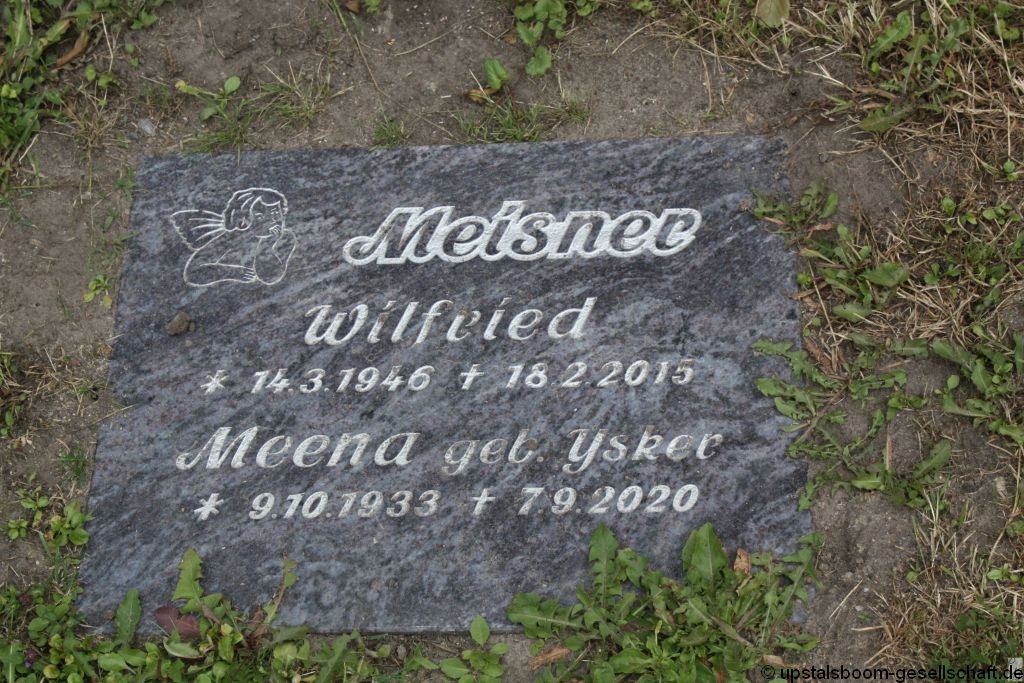 Meisner
Wilfried
* 14.3.1946 † 18.2.2015
Meena geb. Ysker
* 9.10.1933 † 7.9.2020
© upstalsboom-gesellschaft.de